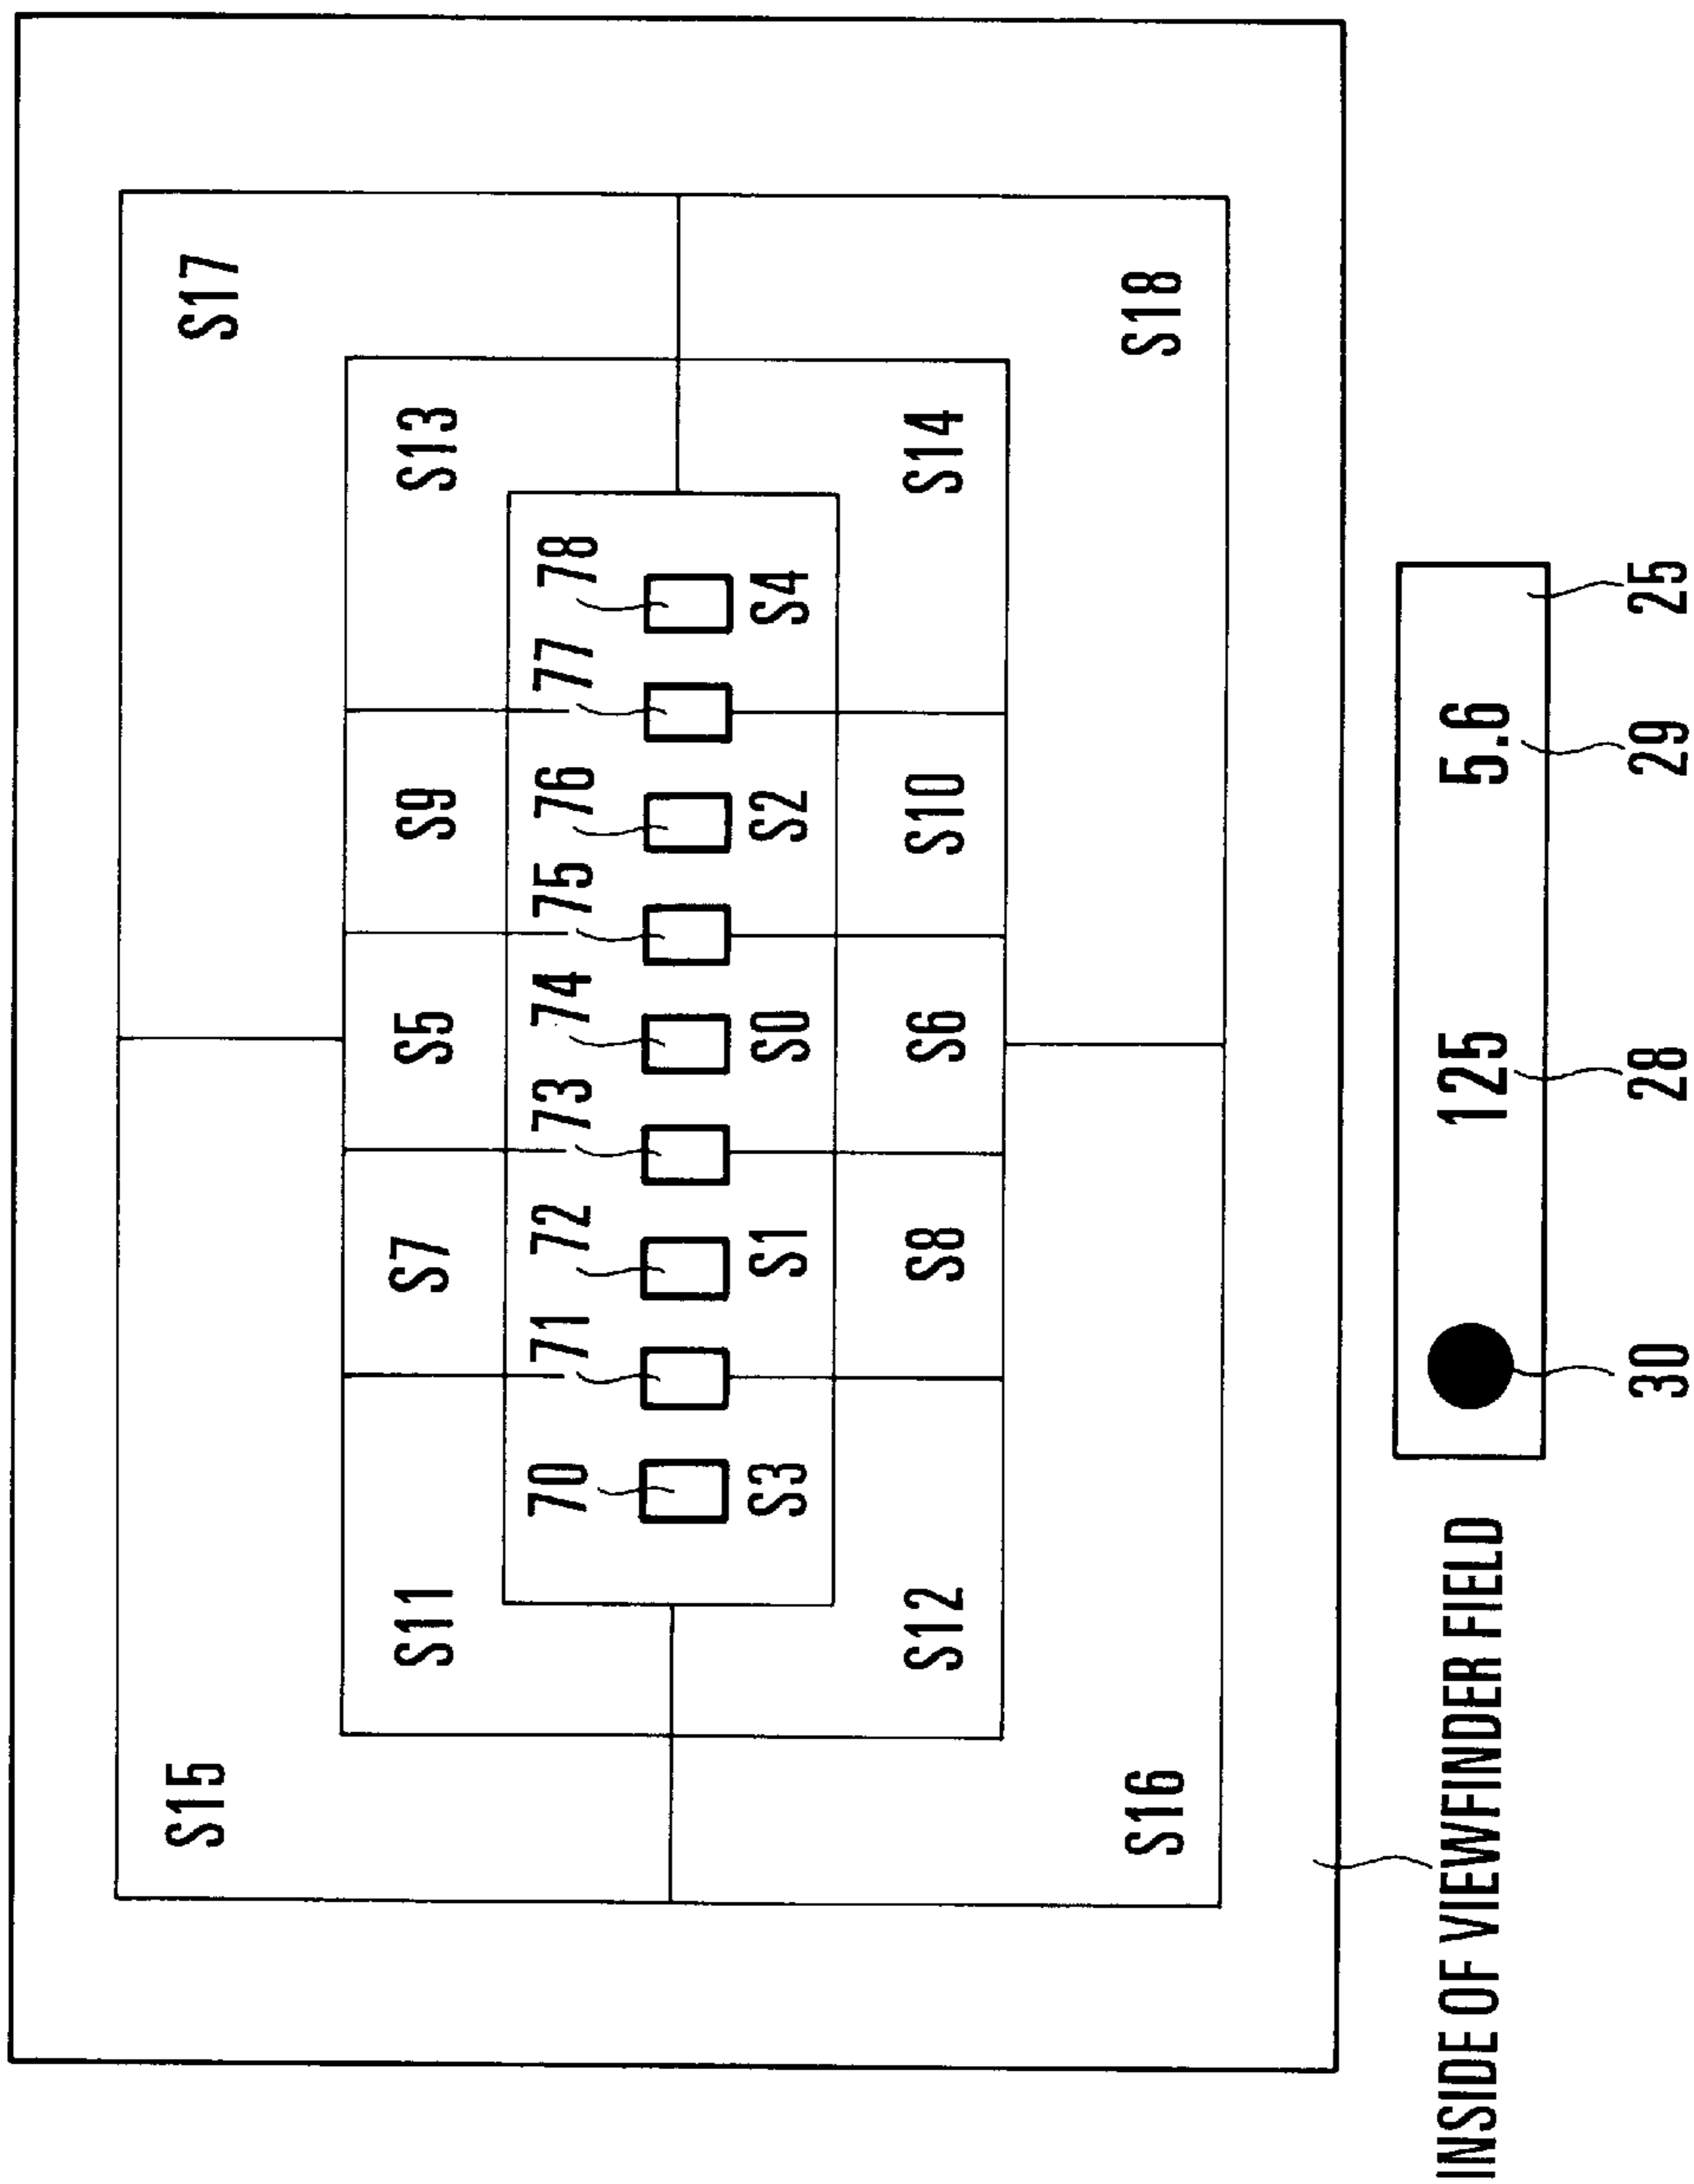 S15 S17
S11 S7 S5 S9 S13
70 71 72 73 74 75 76 77 78
S3 S1 S0 S2 S4
S12 S8 S6 S10 S14
S16 S18
125 5.6
INSIDE OF VIEWFINDER FIELD 30 28 29 25